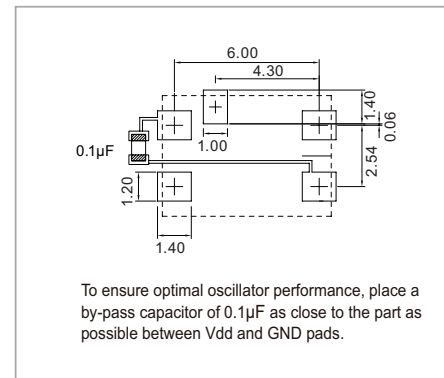 6.00
4.30
1.40
0.06
1.00
0.1µF
2.54
1.20
1.40
To ensure optimal oscillator performance, place a
by-pass capacitor of 0.1µF as close to the part as
possible between Vdd and GND pads.